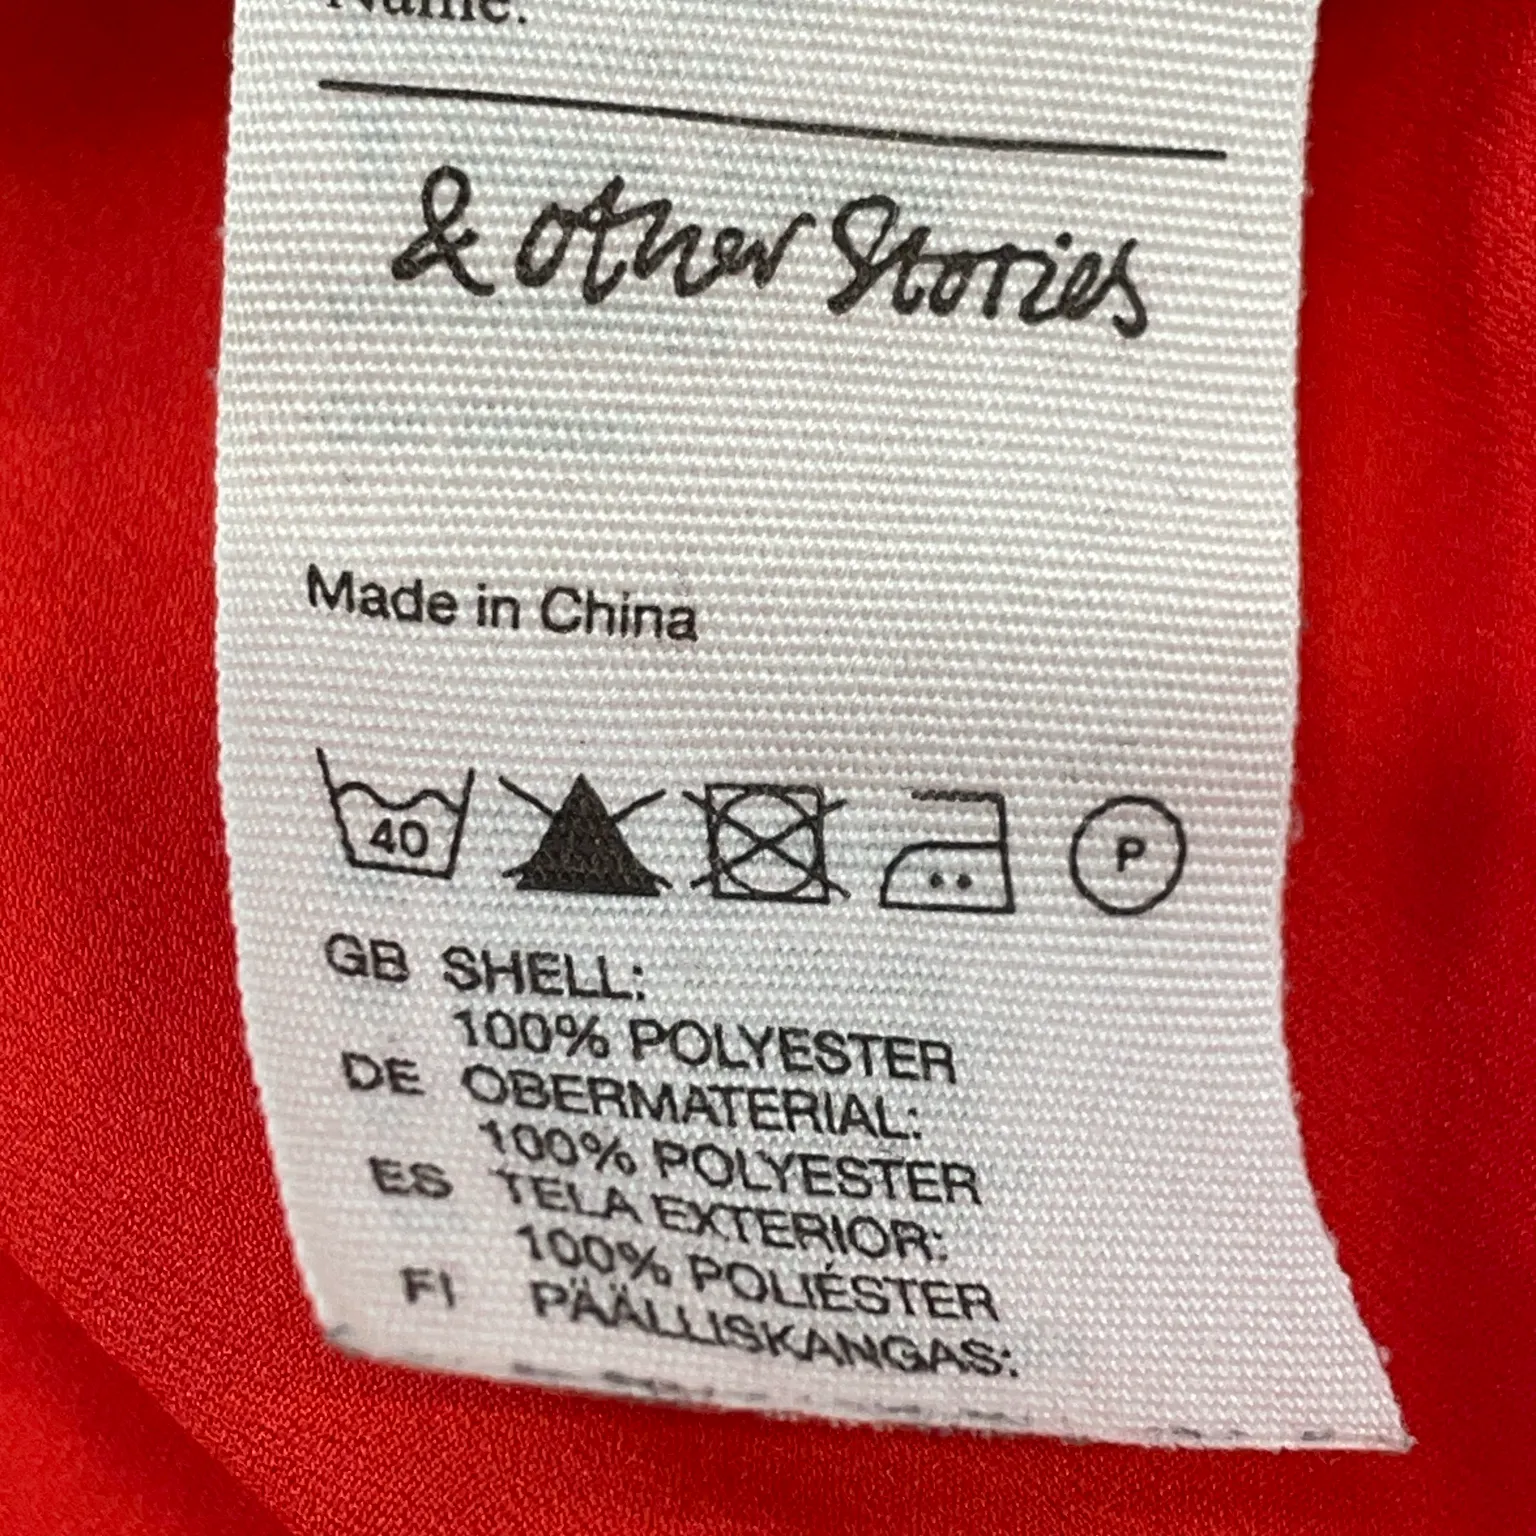 Name:
& other Stories
Made in China
40 P
GB SHELL:
100% POLYESTER
DE OBERMATERIAL:
100% POLYESTER
ES TELA EXTERIOR:
100% POLIÉSTER
FI PÄÄLLISKANGAS: